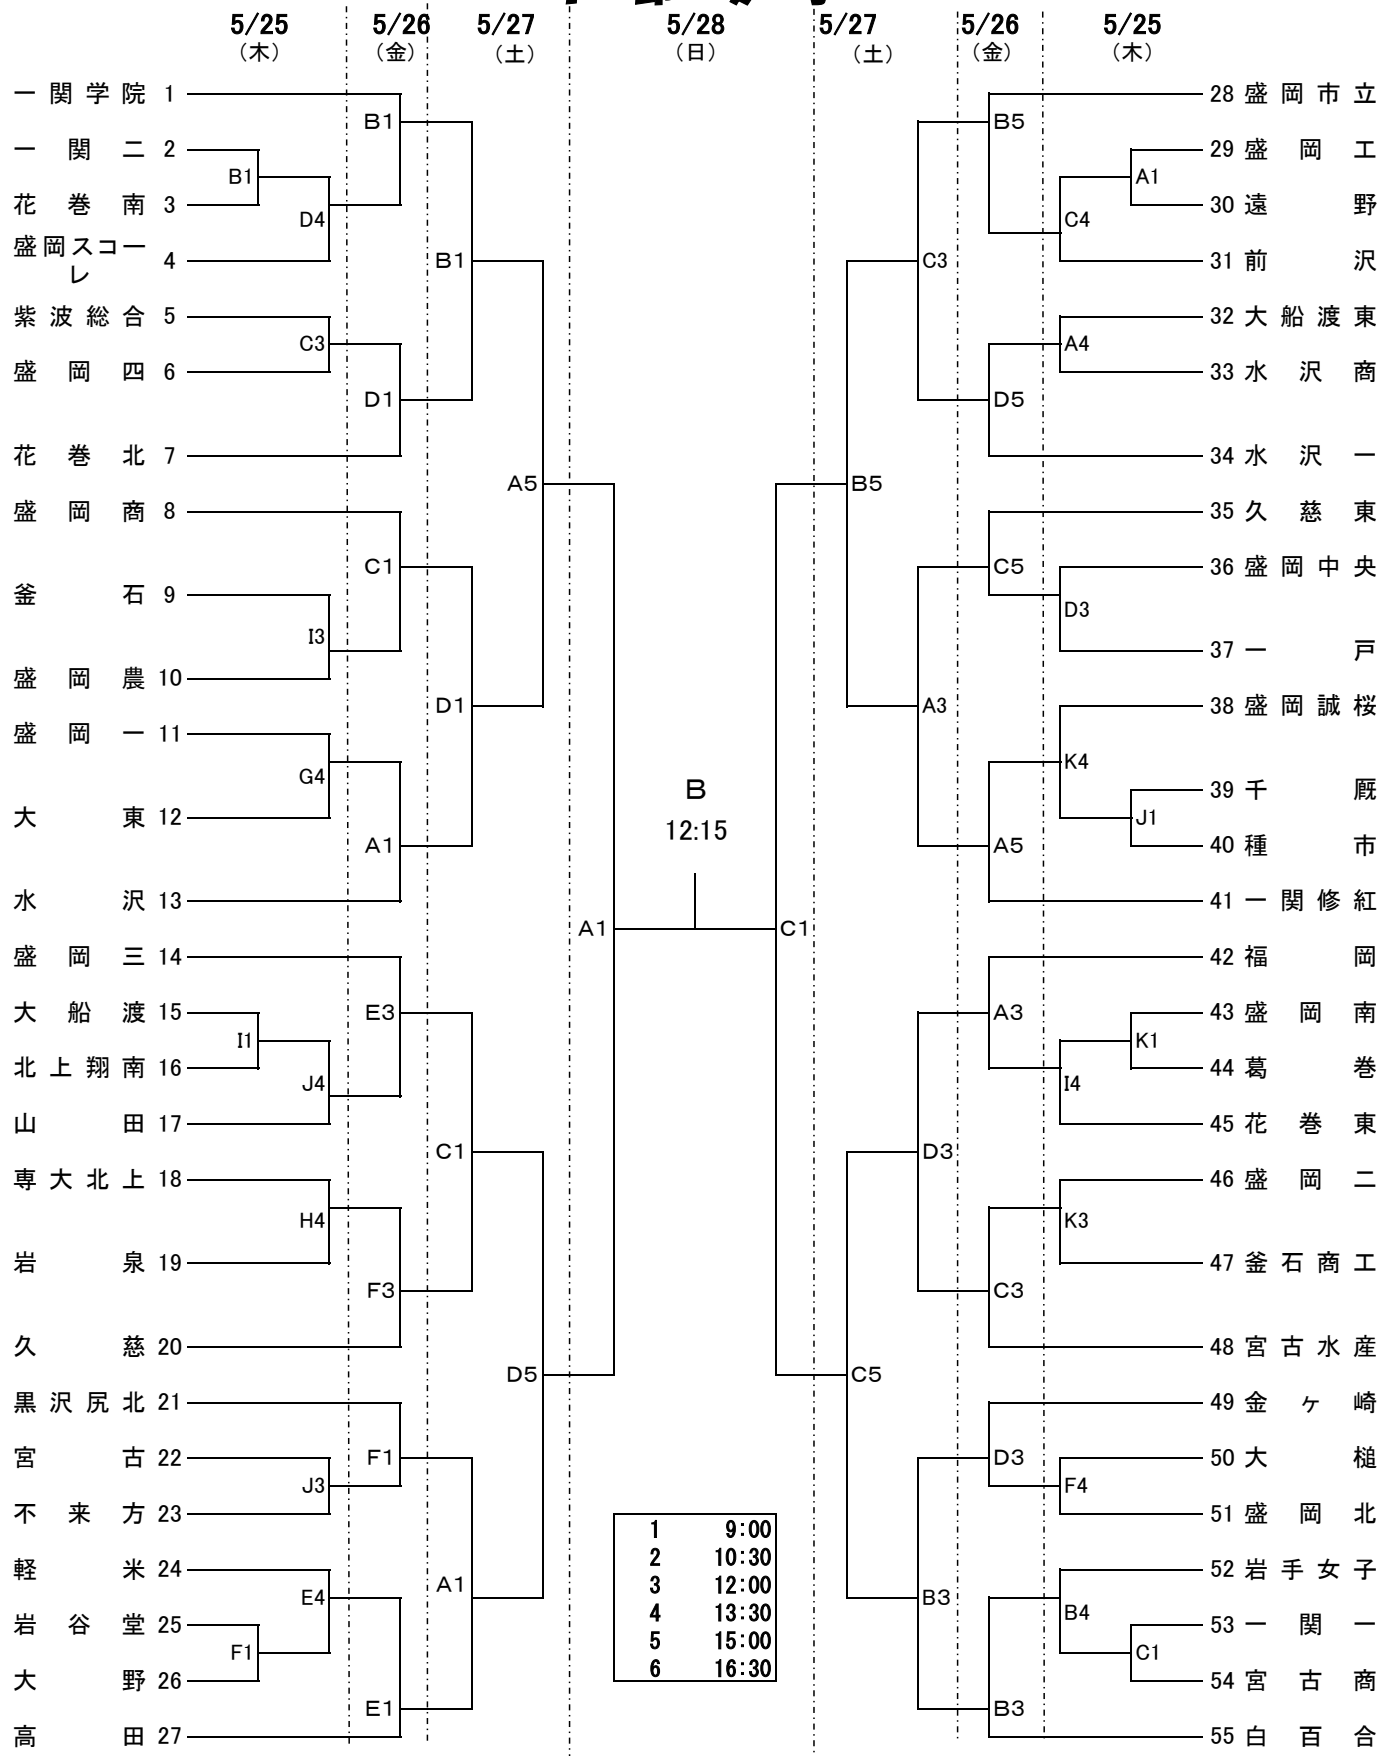 5/25 5/26 5/27 5/28 5/27 5/26 5/25
（木） （金） （土） （日） （土） （金） （木）
一関学院 1
B1
一関二 2
B1
花巻南 3
D4
盛岡スコー
レ
4
B1
紫波総合 5
C3
盛岡四 6
D1
花巻北 7
A5
盛岡商 8
C1
釜石 9
I3
盛岡農 10
D1
盛岡一 11
G4
大東 12
A1
水沢 13
A1
盛岡三 14
大船渡 15
E3
I1
北上翔南 16
J4
山田 17
C1
専大北上 18
H4
岩泉 19
F3
久慈 20
D5
黒沢尻北 21
宮古 22
F1
J3
不来方 23
軽米 24
A1
E4
岩谷堂 25
F1
大野 26
E1
高田 27
B
12:15
1 9:00
2 10:30
3 12:00
4 13:30
5 15:00
6 16:30
28 盛岡市立
B5
29 盛岡工
A1
30 遠野
C4
31 前沢
C3
32 大船渡東
A4
33 水沢商
D5
34 水沢一
B5
35 久慈東
C5
36 盛岡中央
D3
37 一戸
A3
38 盛岡誠桜
K4
39 千厩
J1
40 種市
A5
41 一関修紅
C1
42 福岡
A3
43 盛岡南
K1
44 葛巻
I4
45 花巻東
D3
46 盛岡二
K3
47 釜石商工
C3
48 宮古水産
C5
49 金ヶ崎
D3
50 大槌
F4
51 盛岡北
52 岩手女子
B3
B4
53 一関一
C1
54 宮古商
B3
55 白百合